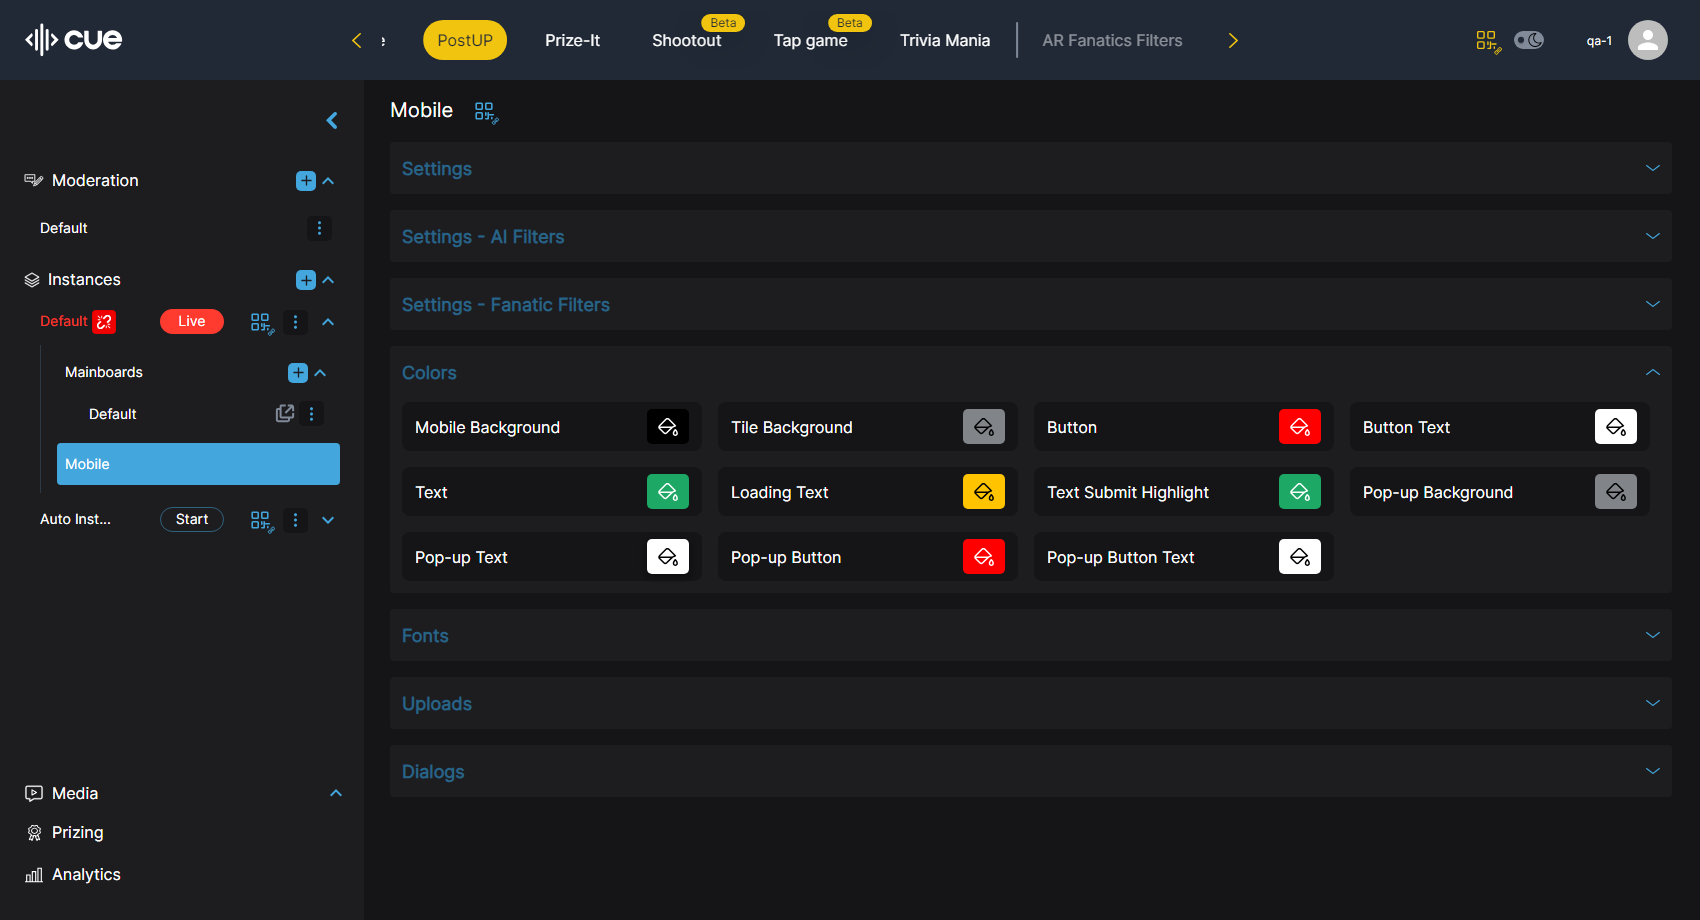 cue
PostUP
Prize-It
Beta
Shootout
Beta
Tap game
Trivia Mania
AR Fanatics Filters
qa-1
Moderation
Default
Instances
Default
Live
Mainboards
Default
Mobile
Auto Inst...
Start
Media
Prizing
Analytics
Mobile
Settings
Settings - AI Filters
Settings - Fanatic Filters
Colors
Mobile Background
Tile Background
Button
Button Text
Text
Loading Text
Text Submit Highlight
Pop-up Background
Pop-up Text
Pop-up Button
Pop-up Button Text
Fonts
Uploads
Dialogs